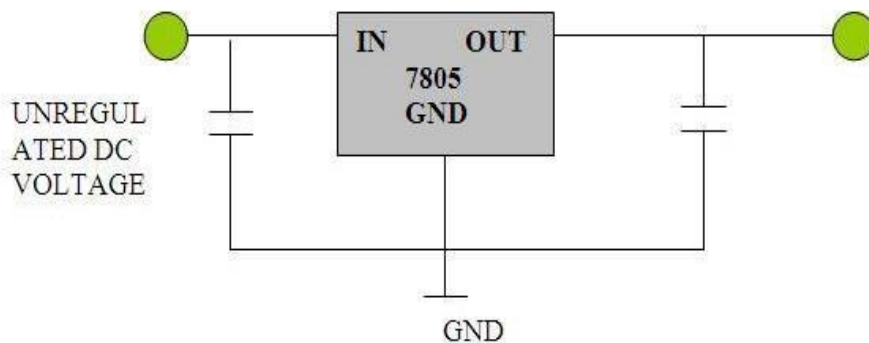 IN OUT
7805
GND
UNREGUL
ATED DC
VOLTAGE
GND